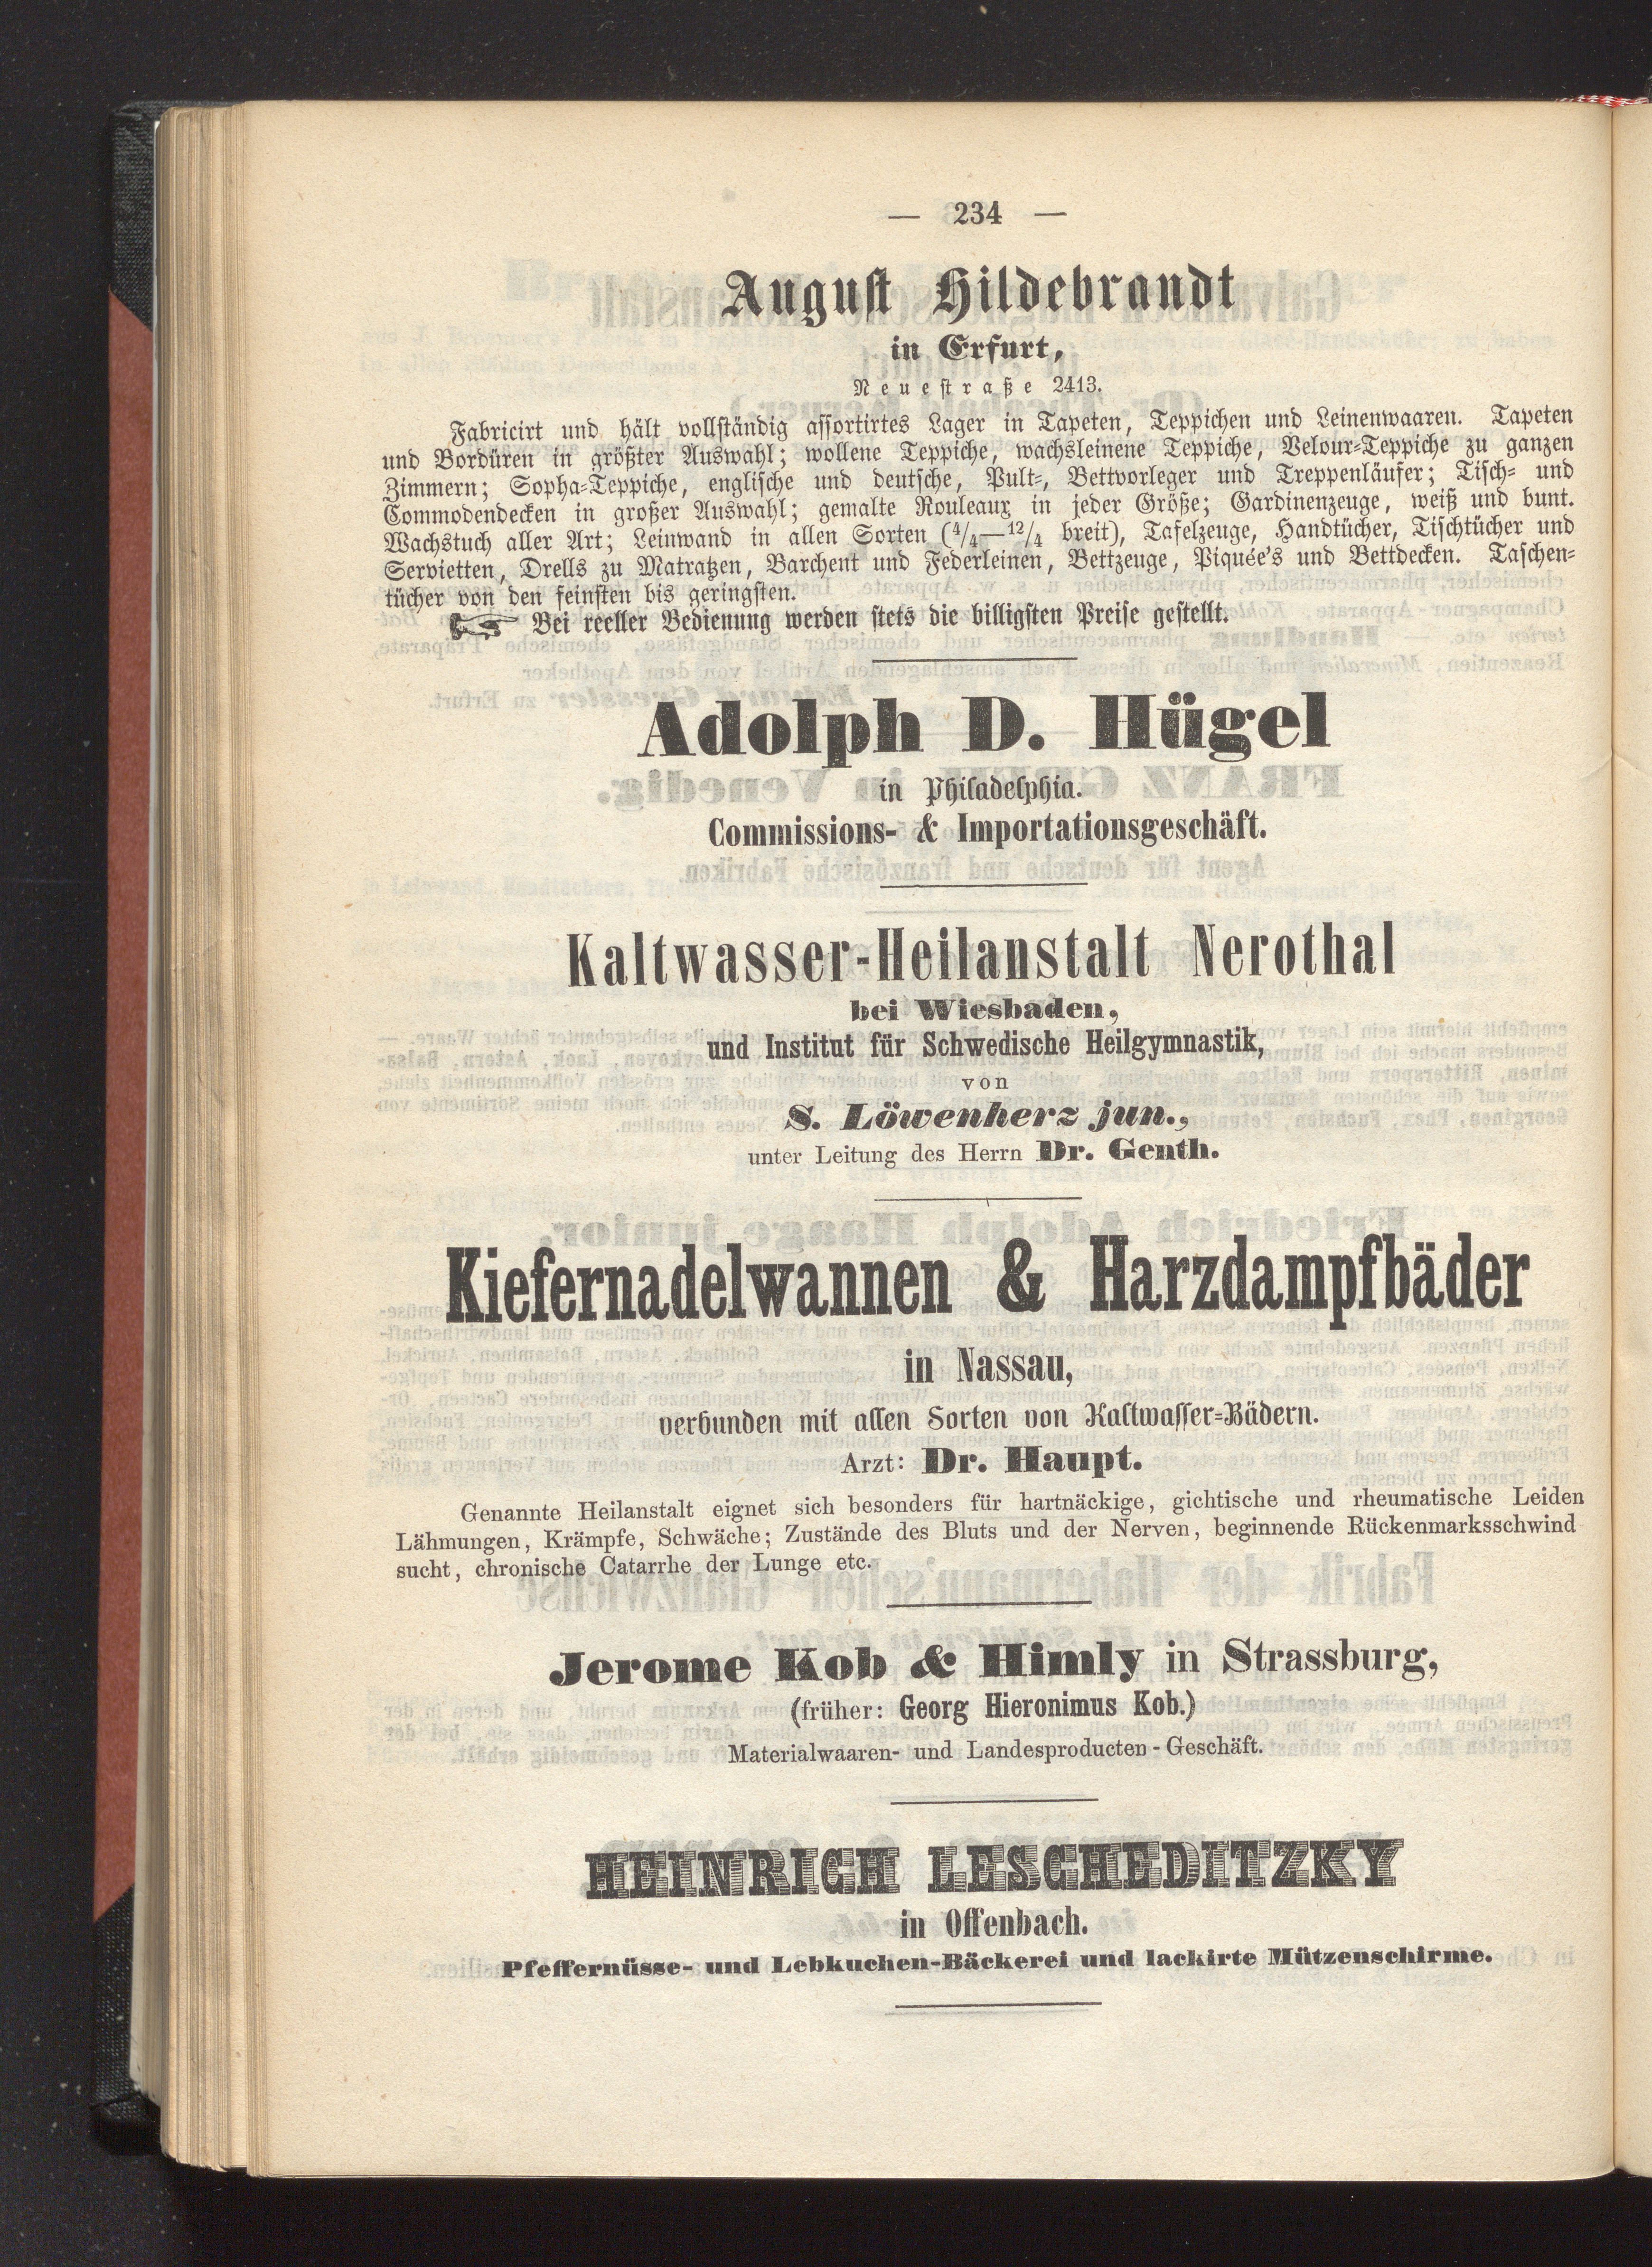 — 234 —
August Hildebrandt
in Erfurt,
Neuestraße 2413.
Fabricirt und hält vollständig assortirtes Lager in Tapeten, Teppichen und Leinenwaaren. Tapeten
und Bordüren in größter Auswahl; wollene Teppiche, wachsleinene Teppiche, Velour-Teppiche zu ganzen
Zimmern; Sopha-Teppiche, englische und deutsche, Pult-, Bettvorleger und Treppenläufer; Tisch- und
Commodendecken in großer Auswahl; gemalte Rouleaux in jeder Größe; Gardinenzeuge, weiß und bunt.
Wachstuch aller Art; Leinwand in allen Sorten (4/4—12/4 breit), Tafelzeuge, Handtücher, Tischtücher und
Servietten, Drells zu Matratzen, Barchent und Federleinen, Bettzeuge, Piquée's und Bettdecken. Taschen-
tücher von den feinsten bis geringsten.
☞ Bei reeller Bedienung werden stets die billigsten Preise gestellt.
Adolph D. Hügel
in Philadelphia.
Commissions- & Importationsgeschäft.
Kaltwasser-Heilanstalt Nerothal
bei Wiesbaden,
und Institut für Schwedische Heilgymnastik,
von
S. Löwenherz jun.,
unter Leitung des Herrn Dr. Genth.
Kiefernadelwannen & Harzdampfbäder
in Nassau,
verbunden mit allen Sorten von Kaltwasser-Bädern.
Arzt: Dr. Haupt.
Genannte Heilanstalt eignet sich besonders für hartnäckige, gichtische und rheumatische Leiden
Lähmungen, Krämpfe, Schwäche; Zustände des Bluts und der Nerven, beginnende Rückenmarksschwind
sucht, chronische Catarrhe der Lunge etc.
Jerome Kob & Himly in Strassburg,
(früher: Georg Hieronimus Kob.)
Materialwaaren- und Landesproducten-Geschäft.
HEINRICH LESCHEDITZKY
in Offenbach.
Pfeffernüsse- und Lebkuchen-Bäckerei und lackirte Mützenschirme.